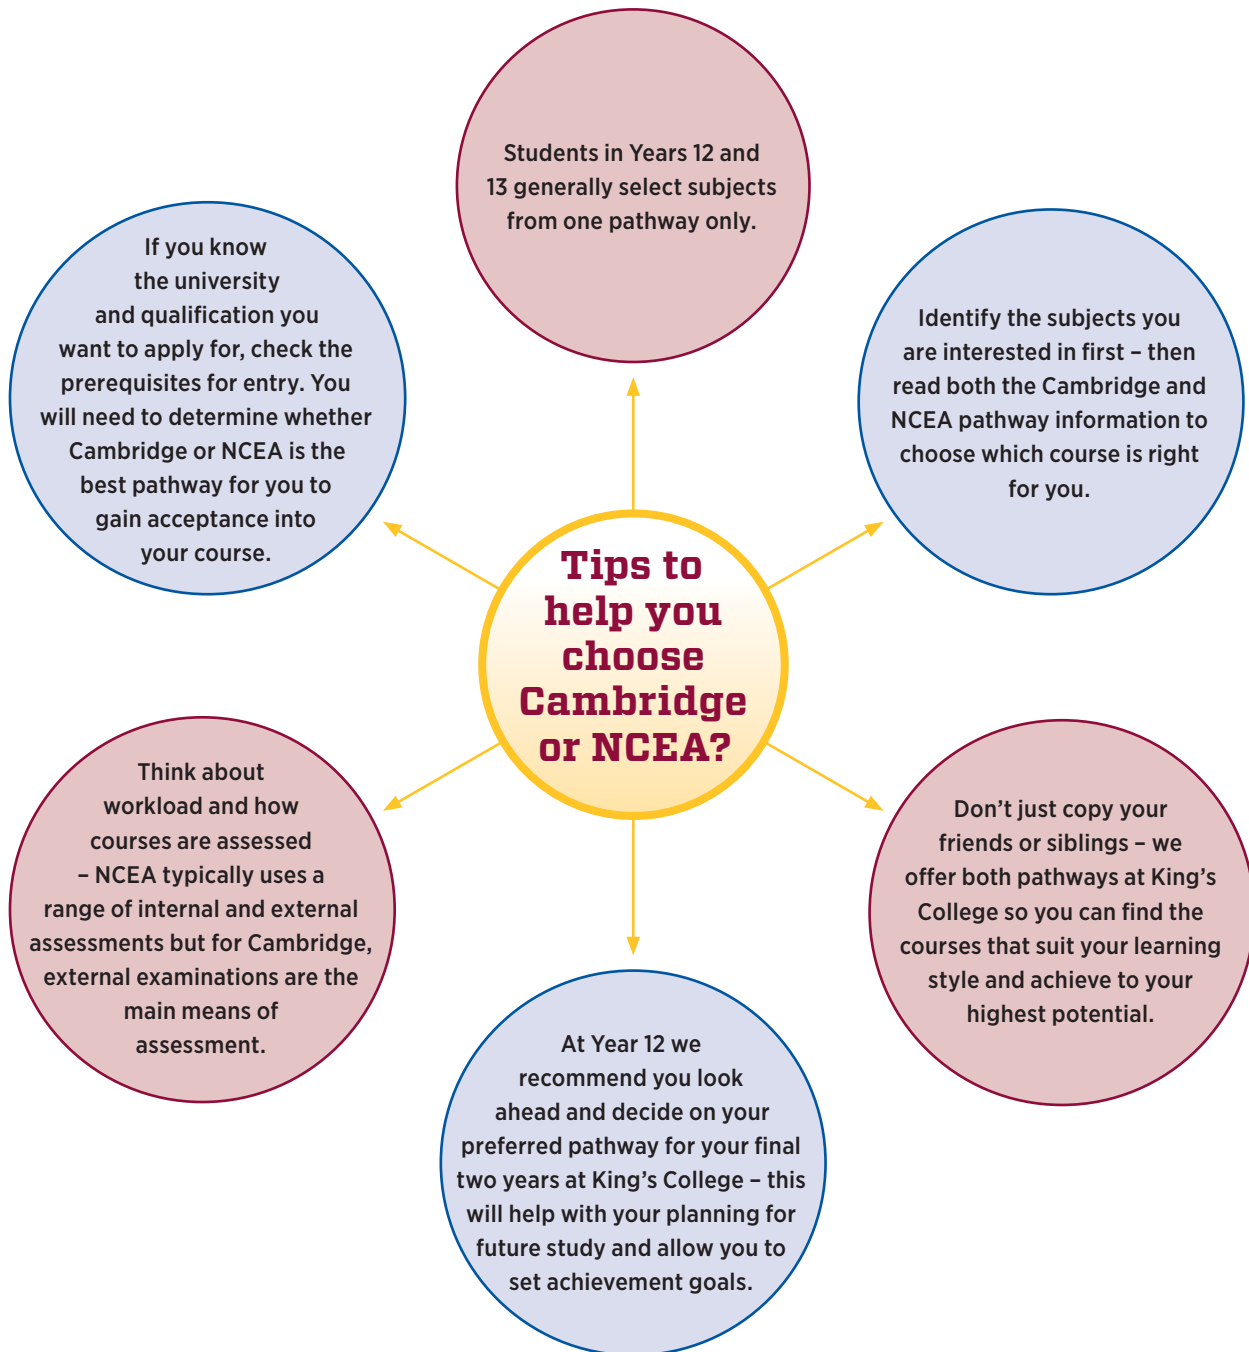 Students in Years 12 and
13 generally select subjects
from one pathway only.
If you know
the university
and qualification you
want to apply for, check the
prerequisites for entry. You
will need to determine whether
Cambridge or NCEA is the
best pathway for you to
gain acceptance into
your course.
Identify the subjects you
are interested in first – then
read both the Cambridge and
NCEA pathway information to
choose which course is right
for you.
Tips to
help you
choose
Cambridge
or NCEA?
Think about
workload and how
courses are assessed
– NCEA typically uses a
range of internal and external
assessments but for Cambridge,
external examinations are the
main means of
assessment.
Don’t just copy your
friends or siblings – we
offer both pathways at King’s
College so you can find the
courses that suit your learning
style and achieve to your
highest potential.
At Year 12 we
recommend you look
ahead and decide on your
preferred pathway for your final
two years at King’s College – this
will help with your planning for
future study and allow you to
set achievement goals.